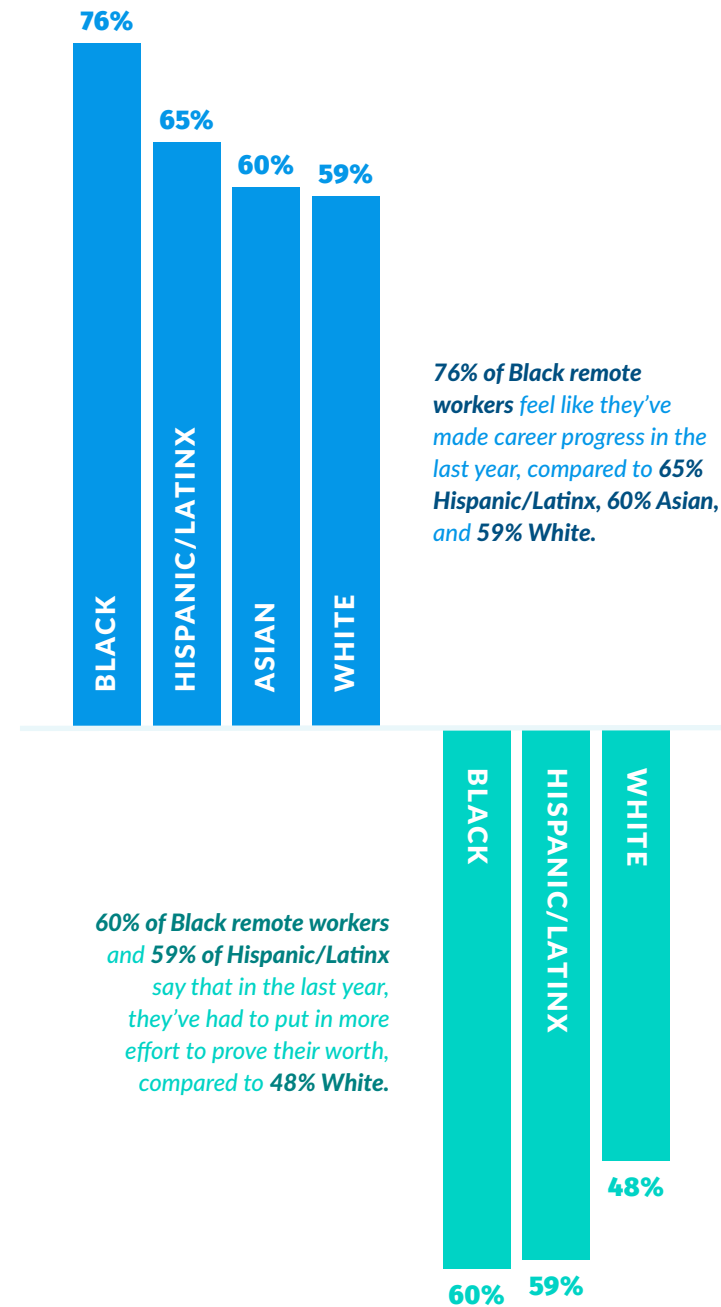 76%
65%
60%
59%
BLACK
HISPANIC/LATINX
ASIAN
WHITE
76% of Black remote
workers feel like they’ve
made career progress in the
last year, compared to 65%
Hispanic/Latinx, 60% Asian,
and 59% White.
BLACK
HISPANIC/LATINX
WHITE
60% of Black remote workers
and 59% of Hispanic/Latinx
say that in the last year,
they’ve had to put in more
effort to prove their worth,
compared to 48% White.
60%
59%
48%